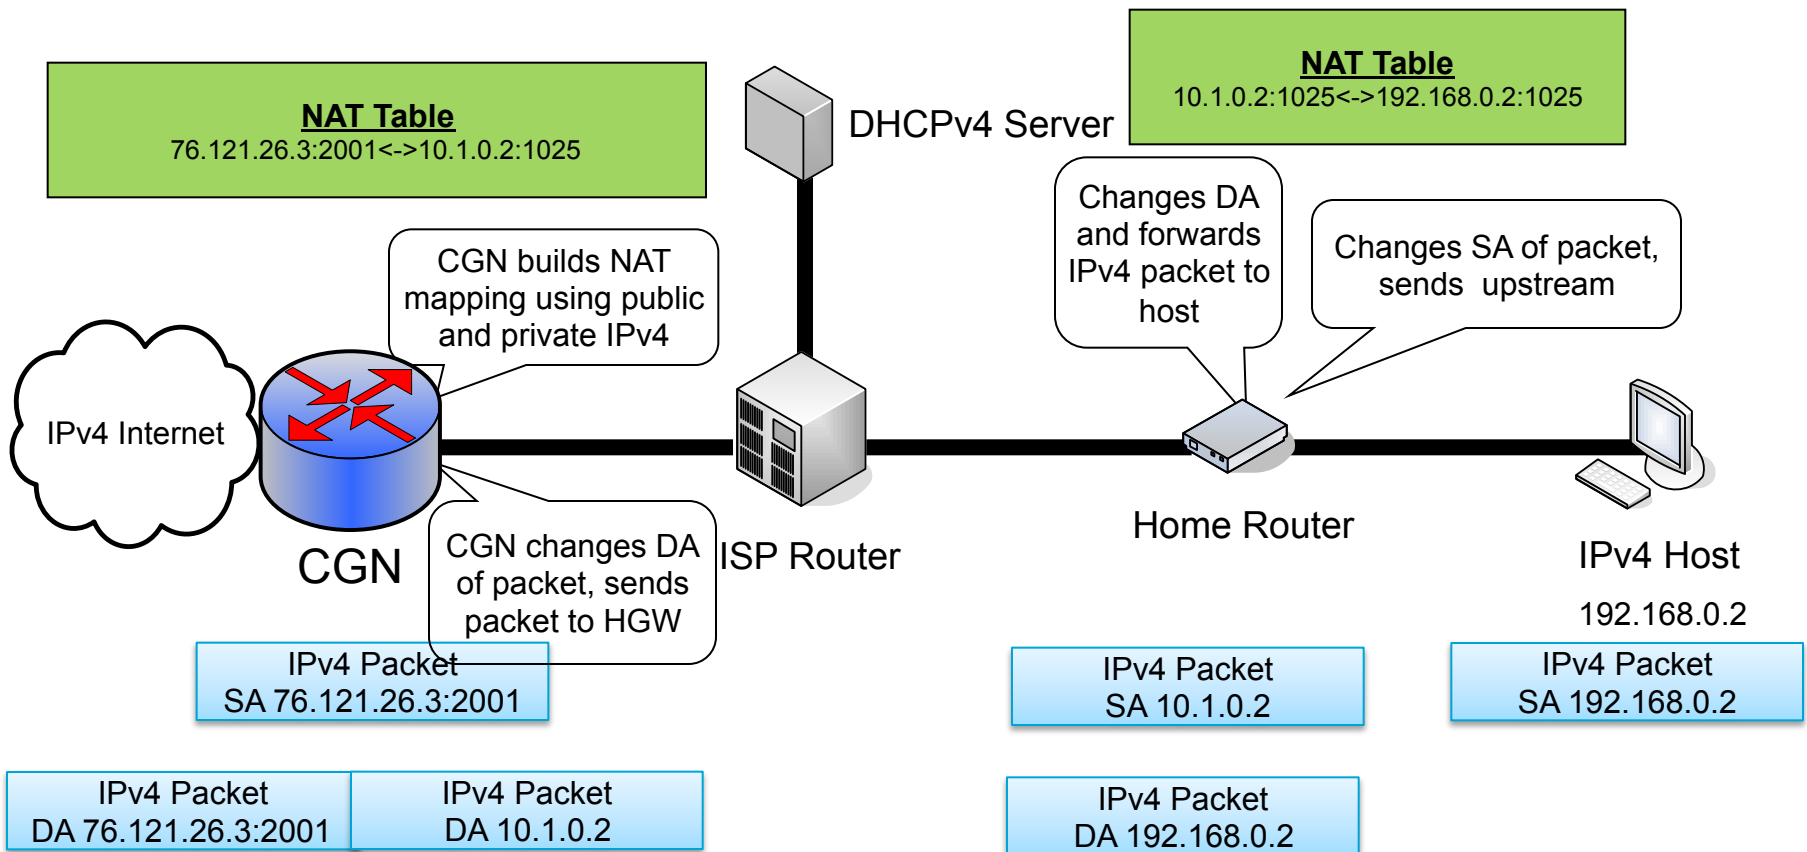 NAT Table
76.121.26.3:2001<->10.1.0.2:1025
DHCPv4 Server
NAT Table
10.1.0.2:1025<->192.168.0.2:1025
CGN builds NAT
mapping using public
and private IPv4
Changes DA
and forwards
IPv4 packet to
host
Changes SA of packet,
sends upstream
IPv4 Internet
CGN
CGN changes DA
of packet, sends
packet to HGW
ISP Router
Home Router
IPv4 Host
192.168.0.2
IPv4 Packet
SA 76.121.26.3:2001
IPv4 Packet
SA 10.1.0.2
IPv4 Packet
SA 192.168.0.2
IPv4 Packet
DA 76.121.26.3:2001
IPv4 Packet
DA 10.1.0.2
IPv4 Packet
DA 192.168.0.2